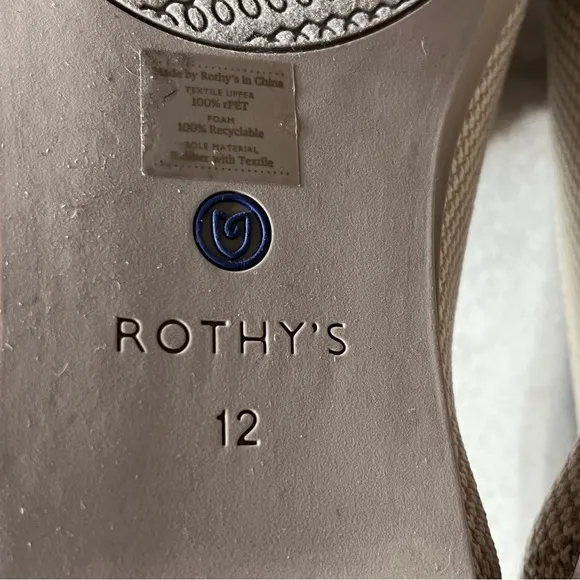 Made by Rothy's in China
TEXTILE UPPER
100% rPET
FOAM
100% Recyclable
SOLE MATERIAL
Rubber with Textile
ROTHY'S
12